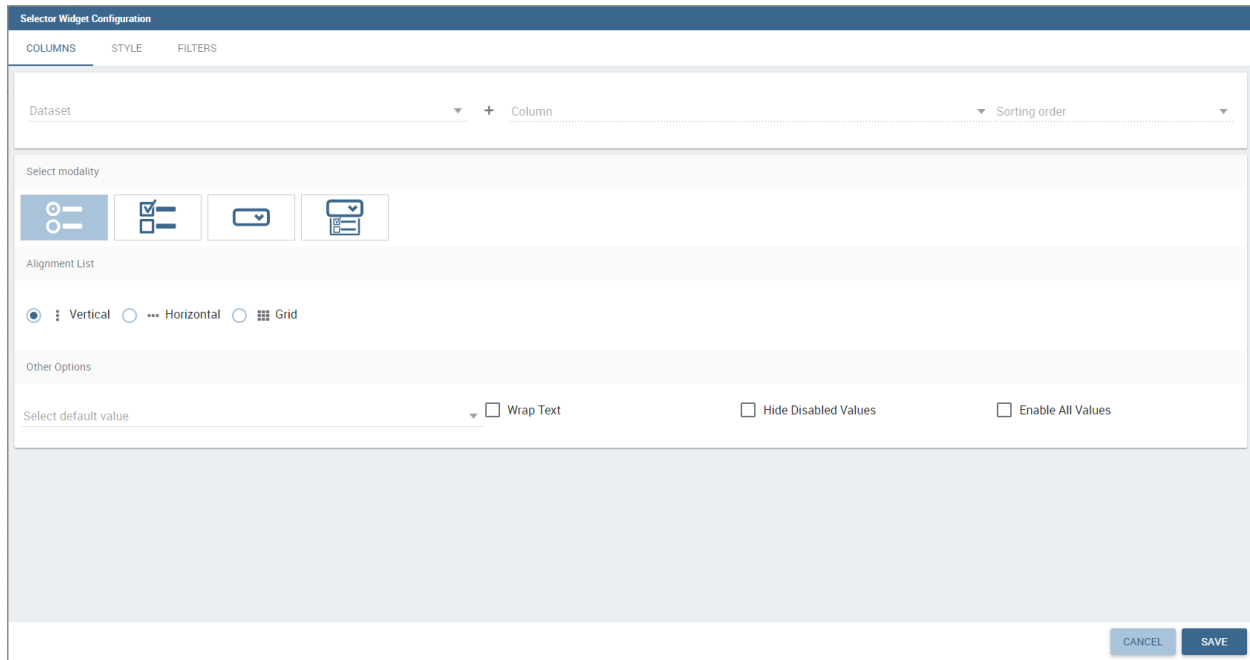 Selector Widget Configuration
COLUMNS STYLE FILTERS
Dataset + Column Sorting order
Select modality
Alignment List
Vertical Horizontal Grid
Other Options
Select default value Wrap Text Hide Disabled Values Enable All Values
CANCEL SAVE